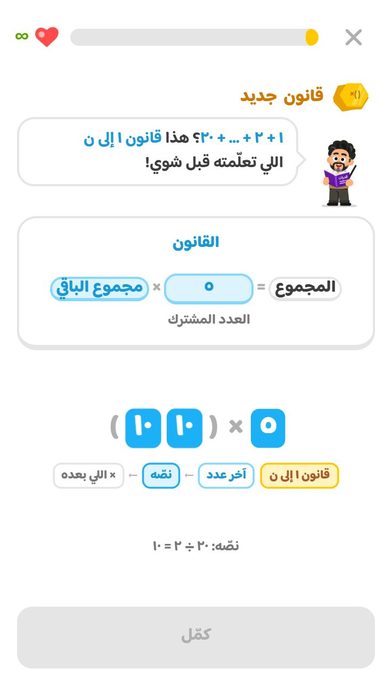 ∞
قانون جديد
×()
١ + ٢ + ... + ٢٠؟ هذا قانون ١ إلى ن
اللي تعلّمته قبل شوي!
القانون
المجموع = ٥ × مجموع الباقي
العدد المشترك
٥ × ( ١٠ ١٠ )
قانون ١ إلى ن آخر عدد ← نصّه ← × اللي بعده
نصّه: ٢٠ ÷ ٢ = ١٠
كمّل